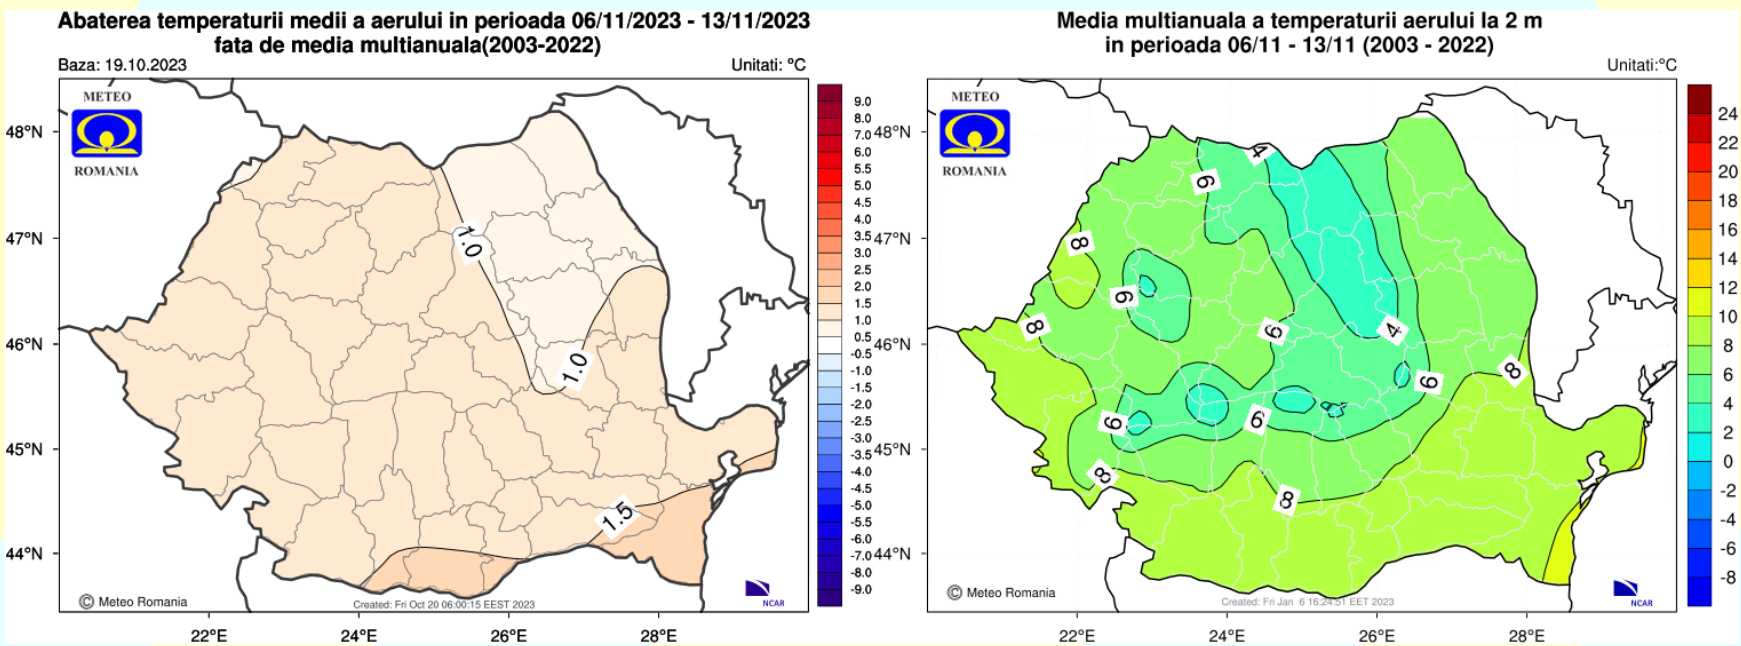 Abaterea temperaturii medii a aerului in perioada 06/11/2023 - 13/11/2023
fata de media multianuala(2003-2022)
Baza: 19.10.2023
Unitati: °C
METEO
ROMANIA
48°N
47°N
46°N
45°N
44°N
22°E
24°E
26°E
28°E
1.0
1.0
1.5
© Meteo Romania
Created: Fri Oct 20 06:00:15 EEST 2023
NCAR
9.0
8.0
7.0
6.0
5.5
5.0
4.5
4.0
3.5
3.0
2.5
2.0
1.5
1.0
0.5
-0.5
-1.0
-1.5
-2.0
-2.5
-3.0
-3.5
-4.0
-4.5
-5.0
-5.5
-6.0
-7.0
-8.0
-9.0
Media multianuala a temperaturii aerului la 2 m
in perioada 06/11 - 13/11 (2003 - 2022)
Unitati:°C
METEO
ROMANIA
48°N
47°N
46°N
45°N
44°N
22°E
24°E
26°E
28°E
4
6
8
6
8
6
4
8
6
6
6
8
8
© Meteo Romania
Created: Fri Jan 6 16:24:51 EET 2023
NCAR
24
22
20
18
16
14
12
10
8
6
4
2
0
-2
-4
-6
-8